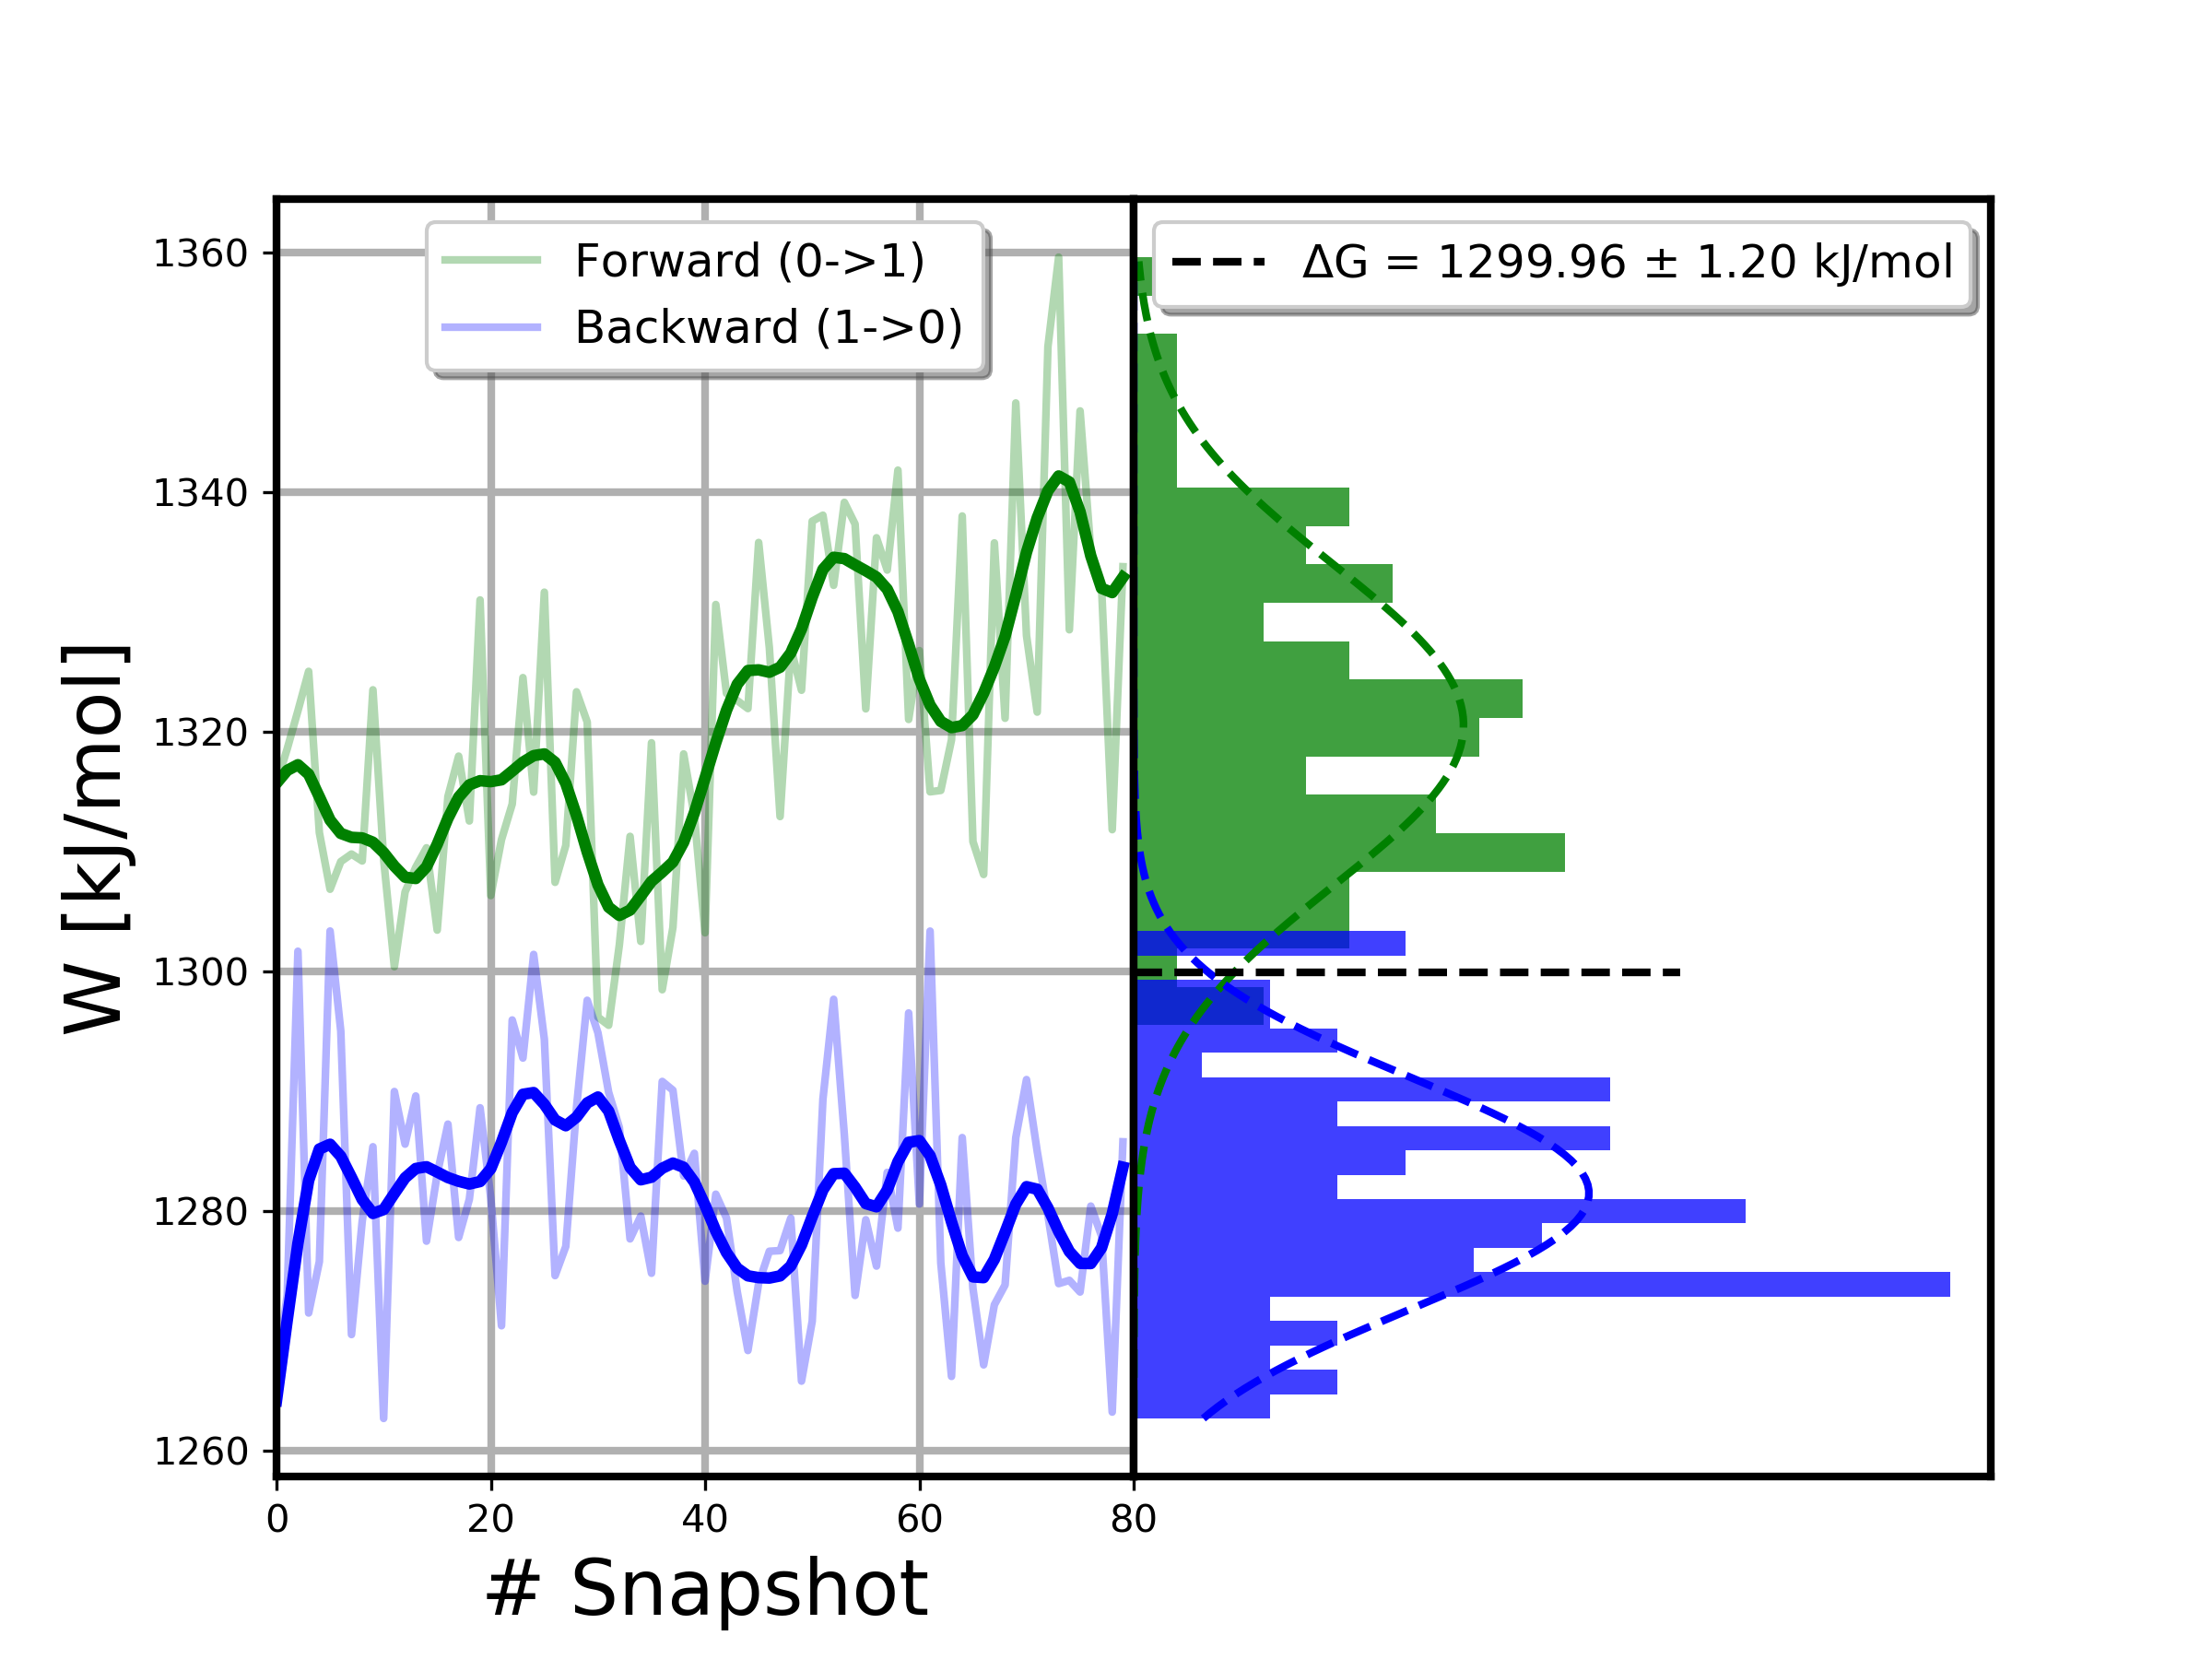 Forward (0->1)
Backward (1->0)
ΔG = 1299.96 ± 1.20 kJ/mol
W [kJ/mol]
1360
1340
1320
1300
1280
1260
0 20 40 60 80
# Snapshot